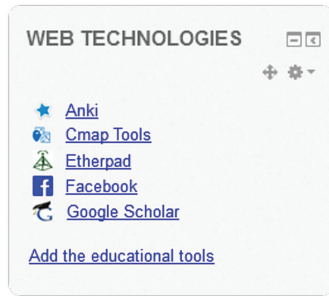 WEB TECHNOLOGIES
Anki
Cmap Tools
Etherpad
Facebook
Google Scholar
Add the educational tools